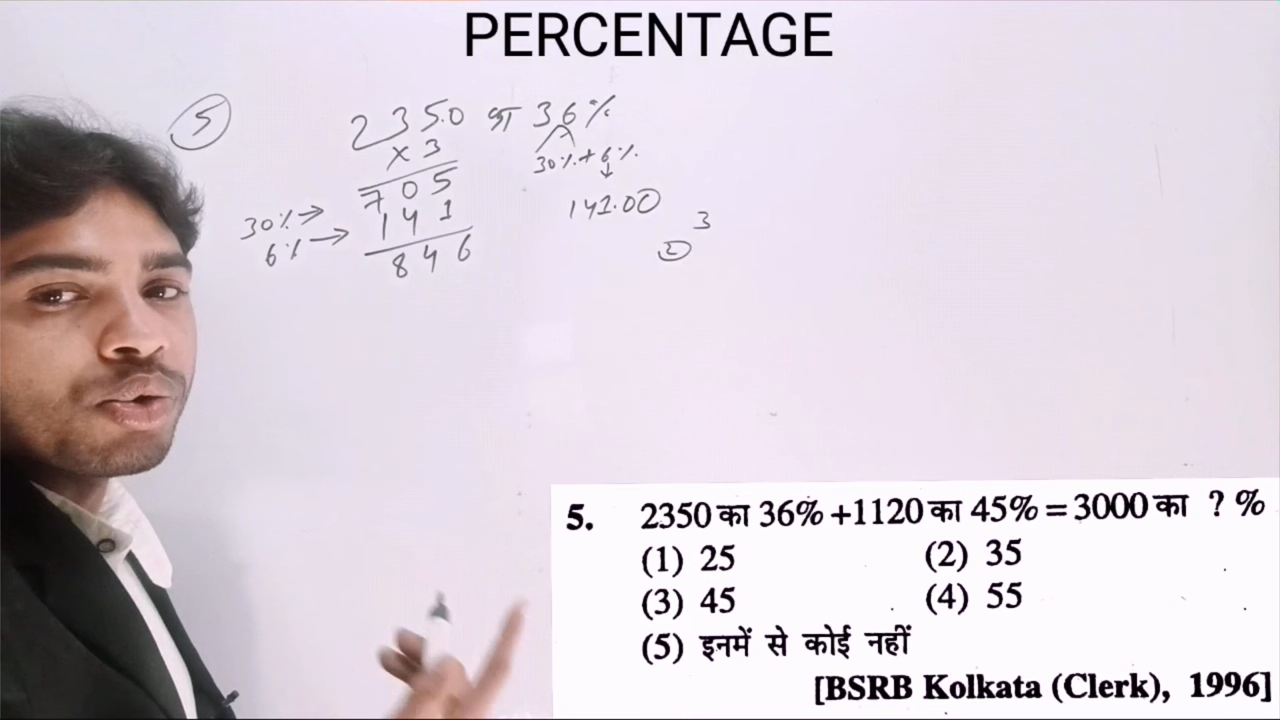 PERCENTAGE
5
2350 का 36%
× 3
30% + 6%
705
141.00
30% → 141
6% →
846
3
2
5. 2350 का 36% +1120 का 45% = 3000 का ? %
(1) 25 (2) 35
(3) 45 (4) 55
(5) इनमें से कोई नहीं
[BSRB Kolkata (Clerk), 1996]